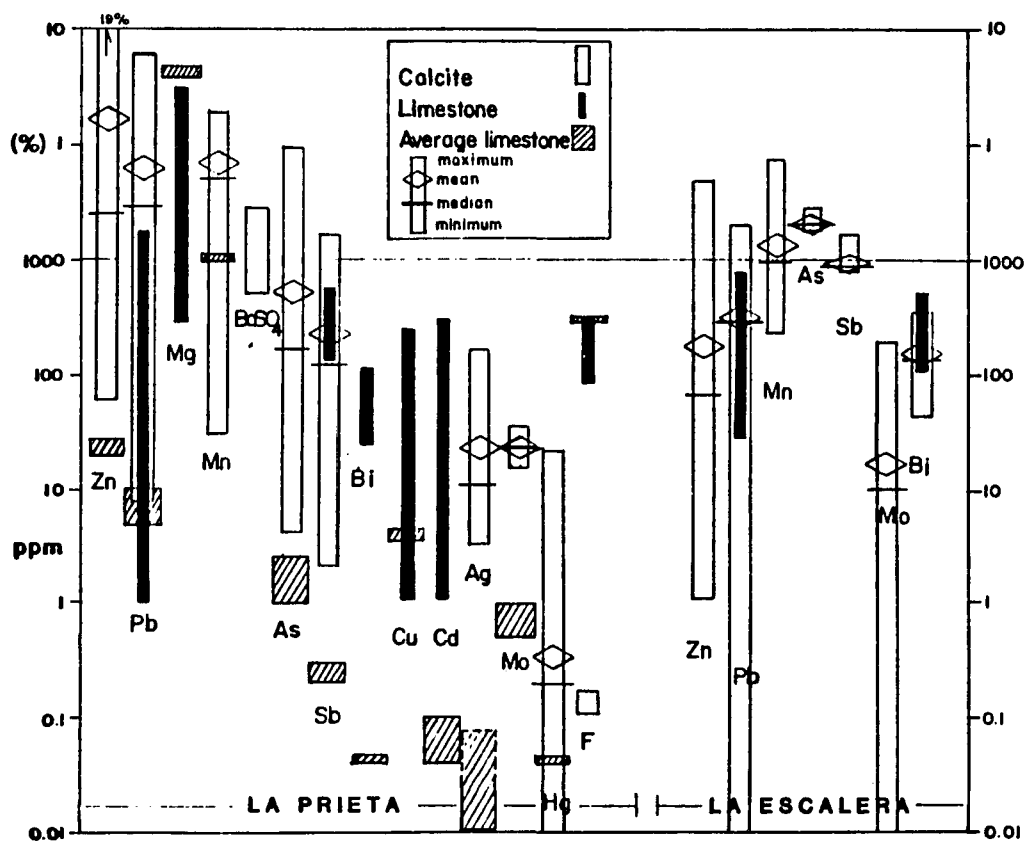 19%
10
10
(%)
1
1
1000
1000
100
100
10
10
ppm
1
1
0.1
0.1
0.01
0.01
Calcite
Limestone
Average limestone
maximum
mean
median
minimum
Zn
Pb
Mg
Mn
BaSO4
As
Sb
Bi
Cu
Cd
Ag
Mo
Hg
F
Zn
Pb
Mn
As
Sb
Mo
Bi
LA PRIETA
LA ESCALERA